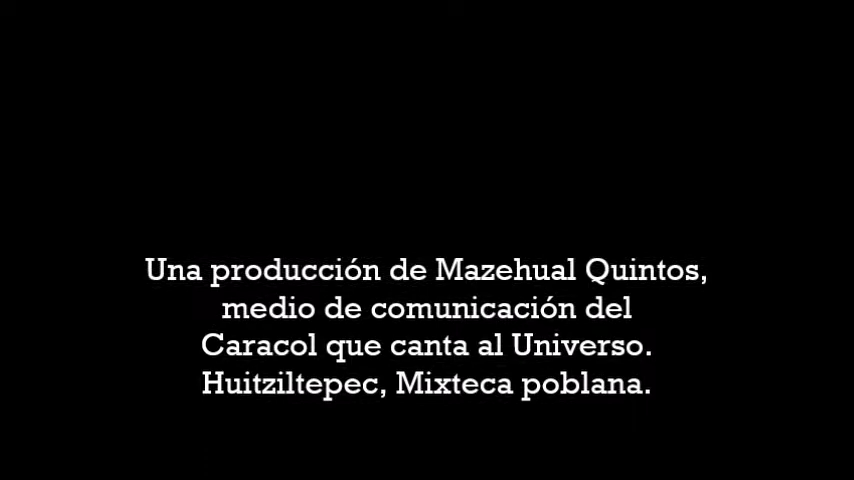 Una producción de Mazehual Quintos,
medio de comunicación del
Caracol que canta al Universo.
Huitziltepec, Mixteca poblana.